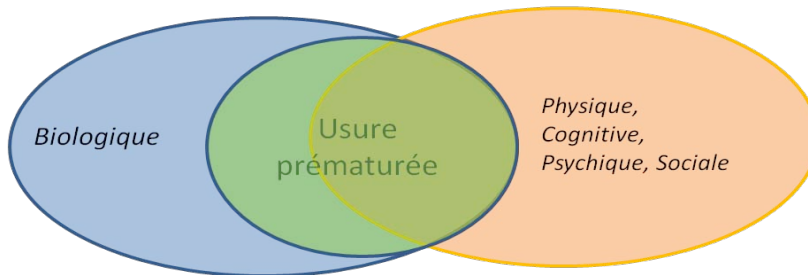 Biologique
Usure
prématurée
Physique,
Cognitive,
Psychique, Sociale